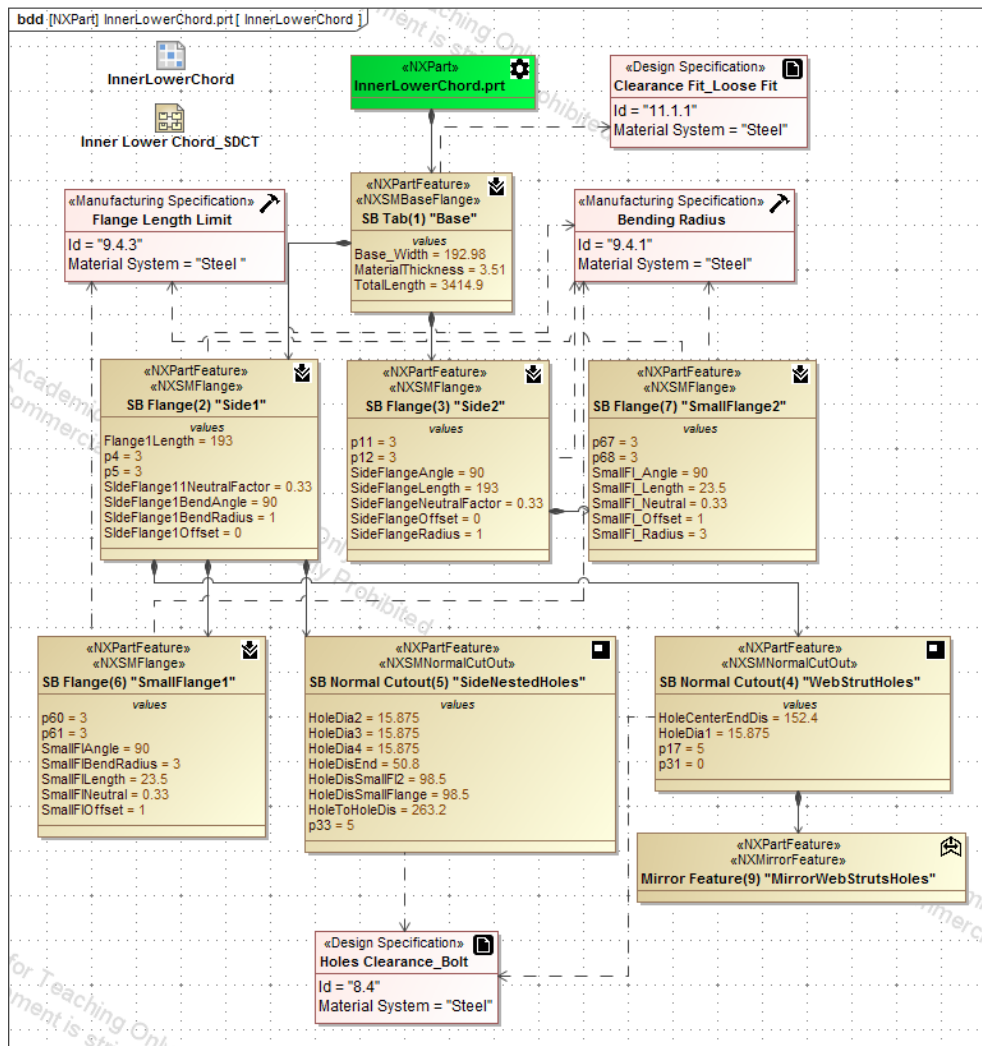 bdd [NXPart] InnerLowerChord.prt [ InnerLowerChord ]
InnerLowerChord
Inner Lower Chord_SDCT
«NXPart»
InnerLowerChord.prt
«Design Specification»
Clearance Fit_Loose Fit
Id = "11.1.1"
Material System = "Steel"
«Manufacturing Specification»
Flange Length Limit
Id = "9.4.3"
Material System = "Steel "
«NXPartFeature»
«NXSMBaseFlange»
SB Tab(1) "Base"
values
Base_Width = 192.98
MaterialThickness = 3.51
TotalLength = 3414.9
«Manufacturing Specification»
Bending Radius
Id = "9.4.1"
Material System = "Steel"
«NXPartFeature»
«NXSMFlange»
SB Flange(2) "Side1"
values
Flange1Length = 193
p4 = 3
p5 = 3
SIdeFlange11NeutralFactor = 0.33
SIdeFlange1BendAngle = 90
SIdeFlange1BendRadius = 1
SIdeFlange1Offset = 0
«NXPartFeature»
«NXSMFlange»
SB Flange(3) "Side2"
values
p11 = 3
p12 = 3
SideFlangeAngle = 90
SideFlangeLength = 193
SideFlangeNeutralFactor = 0.33
SideFlangeOffset = 0
SideFlangeRadius = 1
«NXPartFeature»
«NXSMFlange»
SB Flange(7) "SmallFlange2"
values
p67 = 3
p68 = 3
SmallFl_Angle = 90
SmallFl_Length = 23.5
SmallFl_Neutral = 0.33
SmallFl_Offset = 1
SmallFl_Radius = 3
«NXPartFeature»
«NXSMFlange»
SB Flange(6) "SmallFlange1"
values
p60 = 3
p61 = 3
SmallFlAngle = 90
SmallFlBendRadius = 3
SmallFlLength = 23.5
SmallFlNeutral = 0.33
SmallFlOffset = 1
«NXPartFeature»
«NXSMNormalCutOut»
SB Normal Cutout(5) "SideNestedHoles"
values
HoleDia2 = 15.875
HoleDia3 = 15.875
HoleDia4 = 15.875
HoleDisEnd = 50.8
HoleDisSmallFl2 = 98.5
HoleDisSmallFlange = 98.5
HoleToHoleDis = 263.2
p33 = 5
«NXPartFeature»
«NXSMNormalCutOut»
SB Normal Cutout(4) "WebStrutHoles"
values
HoleCenterEndDis = 152.4
HoleDia1 = 15.875
p17 = 5
p31 = 0
«NXPartFeature»
«NXMirrorFeature»
Mirror Feature(9) "MirrorWebStrutsHoles"
«Design Specification»
Holes Clearance_Bolt
Id = "8.4"
Material System = "Steel"